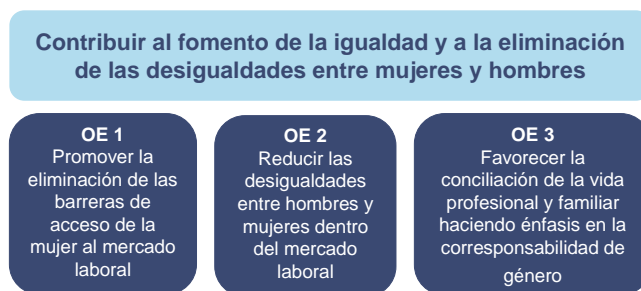 Contribuir al fomento de la igualdad y a la eliminación
de las desigualdades entre mujeres y hombres
OE 1
Promover la
eliminación de las
barreras de
acceso de la
mujer al mercado
laboral
OE 2
Reducir las
desigualdades
entre hombres y
mujeres dentro
del mercado
laboral
OE 3
Favorecer la
conciliación de la vida
profesional y familiar
haciendo énfasis en la
corresponsabilidad de
género